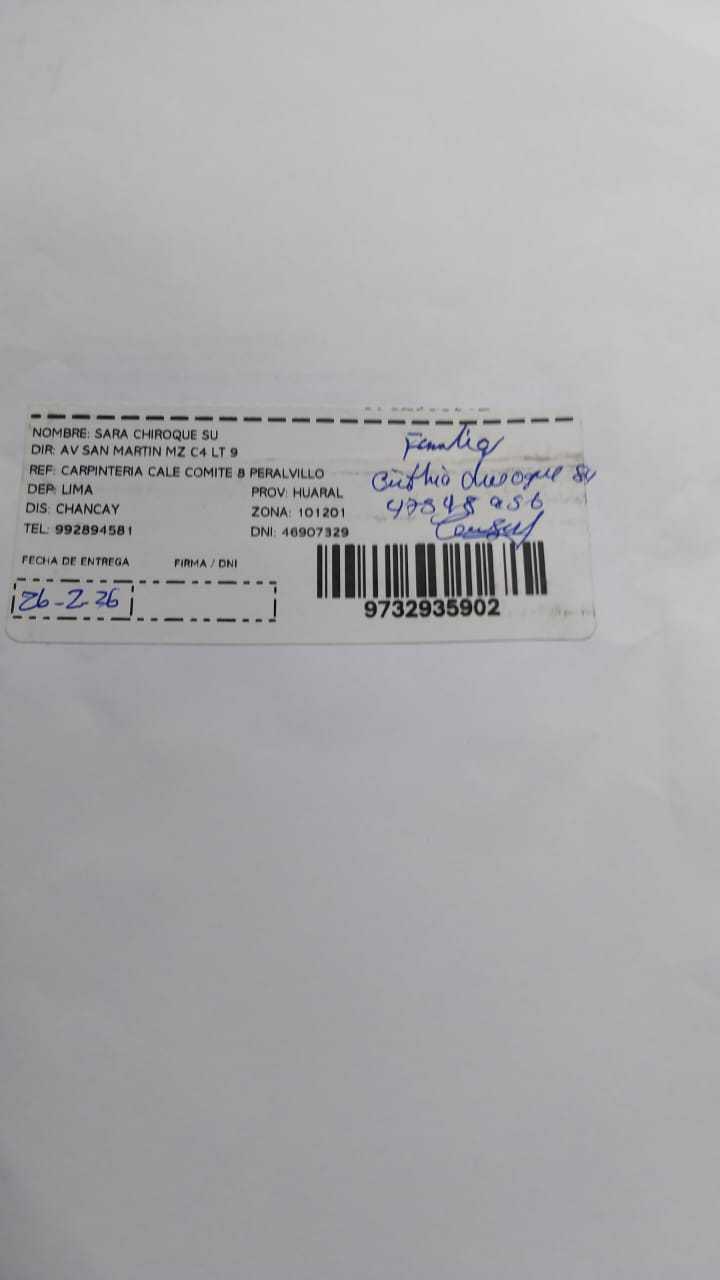 NOMBRE: SARA CHIROQUE SU
DIR: AV SAN MARTIN MZ C4 LT 9
REF: CARPINTERIA CALE COMITE 8 PERALVILLO
DEP: LIMA PROV: HUARAL
DIS: CHANCAY ZONA: 101201
TEL: 992894581 DNI: 46907329
FECHA DE ENTREGA FIRMA / DNI
26-2-26
9732935902